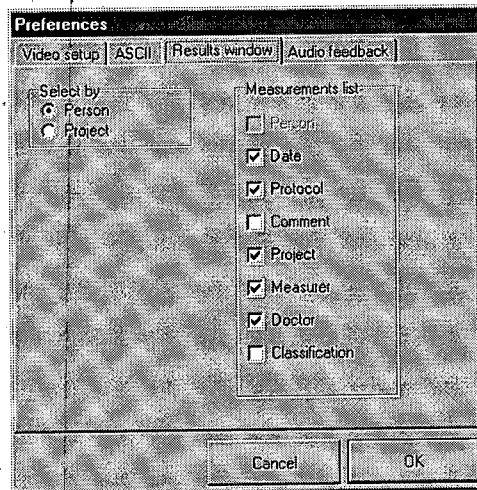 Preferences
Video setup ASCII Results window Audio feedback
Select by
Person
Project
Measurements list
Person
Date
Protocol
Comment
Project
Measurer
Doctor
Classification
Cancel OK